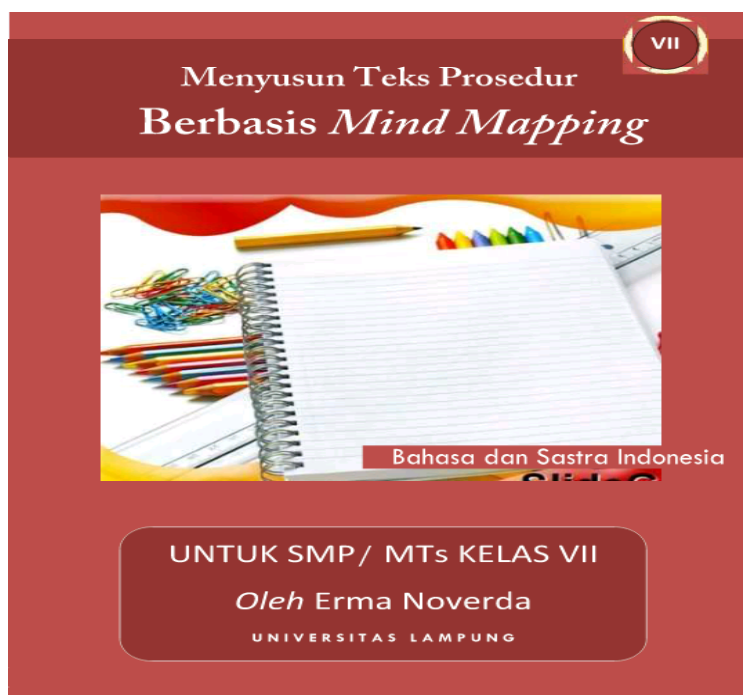 VII
Menyusun Teks Prosedur
Berbasis Mind Mapping
Bahasa dan Sastra Indonesia
UNTUK SMP/ MTs KELAS VII
Oleh Erma Noverda
UNIVERSITAS LAMPUNG